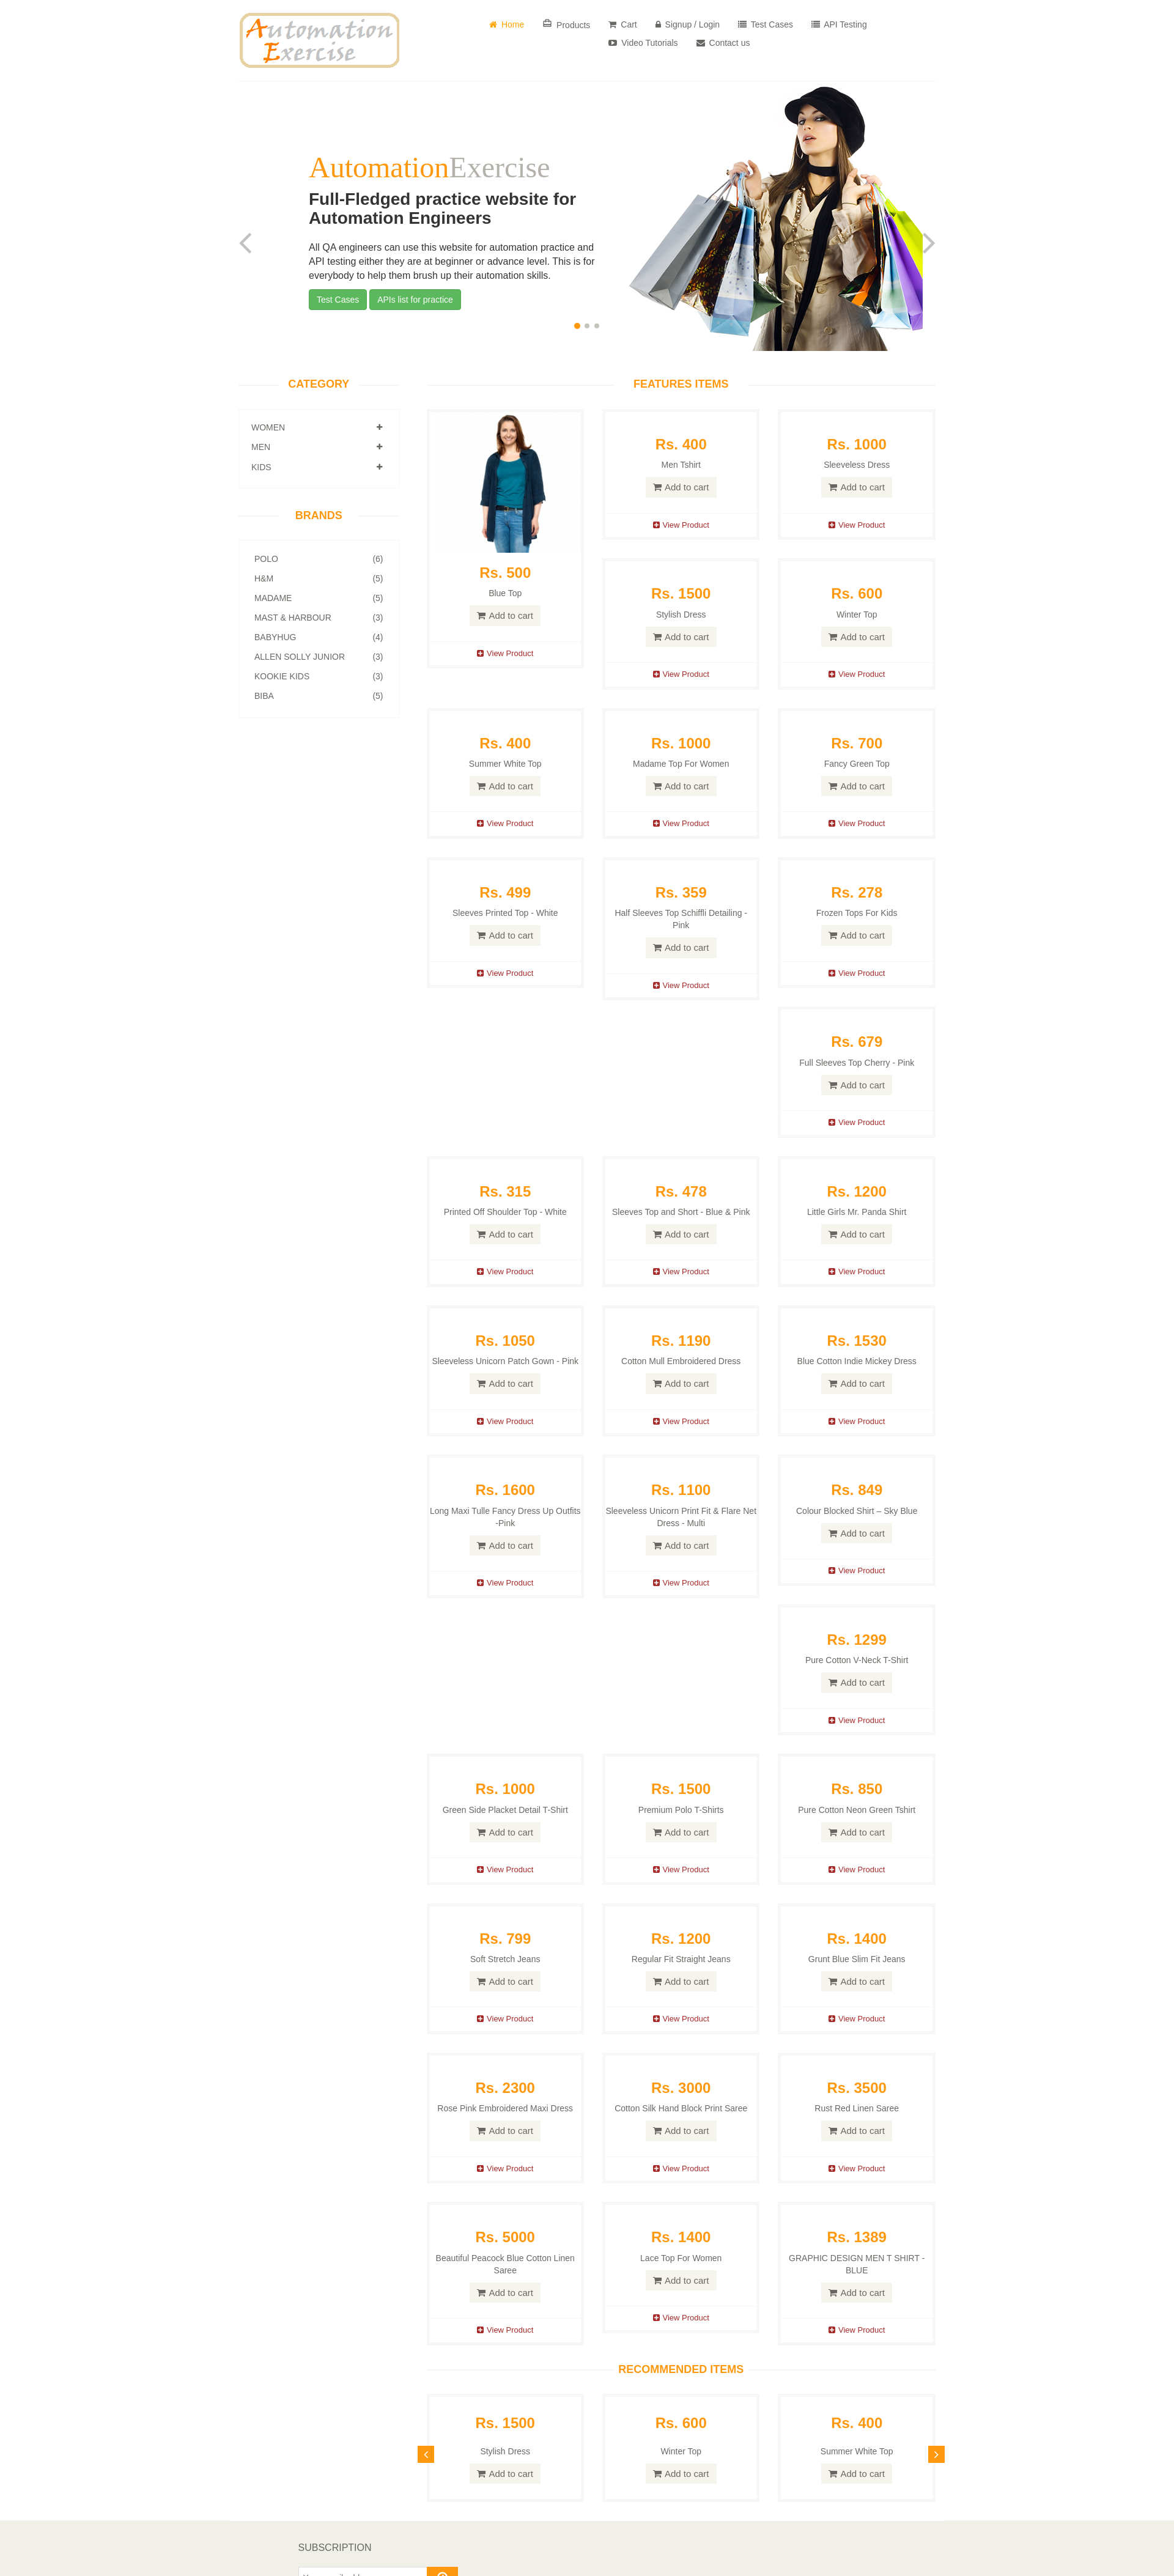 Automation
Exercise
Home
Products
Cart
Signup / Login
Test Cases
API Testing
Video Tutorials
Contact us
AutomationExercise
Full-Fledged practice website for
Automation Engineers
All QA engineers can use this website for automation practice and
API testing either they are at beginner or advance level. This is for
everybody to help them brush up their automation skills.
Test Cases
APIs list for practice
CATEGORY
WOMEN
MEN
KIDS
BRANDS
POLO (6)
H&M (5)
MADAME (5)
MAST & HARBOUR (3)
BABYHUG (4)
ALLEN SOLLY JUNIOR (3)
KOOKIE KIDS (3)
BIBA (5)
FEATURES ITEMS
Rs. 500
Blue Top
Add to cart
View Product
Rs. 400
Men Tshirt
Add to cart
View Product
Rs. 1000
Sleeveless Dress
Add to cart
View Product
Rs. 1500
Stylish Dress
Add to cart
View Product
Rs. 600
Winter Top
Add to cart
View Product
Rs. 400
Summer White Top
Add to cart
View Product
Rs. 1000
Madame Top For Women
Add to cart
View Product
Rs. 700
Fancy Green Top
Add to cart
View Product
Rs. 499
Sleeves Printed Top - White
Add to cart
View Product
Rs. 359
Half Sleeves Top Schiffli Detailing -
Pink
Add to cart
View Product
Rs. 278
Frozen Tops For Kids
Add to cart
View Product
Rs. 679
Full Sleeves Top Cherry - Pink
Add to cart
View Product
Rs. 315
Printed Off Shoulder Top - White
Add to cart
View Product
Rs. 478
Sleeves Top and Short - Blue & Pink
Add to cart
View Product
Rs. 1200
Little Girls Mr. Panda Shirt
Add to cart
View Product
Rs. 1050
Sleeveless Unicorn Patch Gown - Pink
Add to cart
View Product
Rs. 1190
Cotton Mull Embroidered Dress
Add to cart
View Product
Rs. 1530
Blue Cotton Indie Mickey Dress
Add to cart
View Product
Rs. 1600
Long Maxi Tulle Fancy Dress Up Outfits
-Pink
Add to cart
View Product
Rs. 1100
Sleeveless Unicorn Print Fit & Flare Net
Dress - Multi
Add to cart
View Product
Rs. 849
Colour Blocked Shirt – Sky Blue
Add to cart
View Product
Rs. 1299
Pure Cotton V-Neck T-Shirt
Add to cart
View Product
Rs. 1000
Green Side Placket Detail T-Shirt
Add to cart
View Product
Rs. 1500
Premium Polo T-Shirts
Add to cart
View Product
Rs. 850
Pure Cotton Neon Green Tshirt
Add to cart
View Product
Rs. 799
Soft Stretch Jeans
Add to cart
View Product
Rs. 1200
Regular Fit Straight Jeans
Add to cart
View Product
Rs. 1400
Grunt Blue Slim Fit Jeans
Add to cart
View Product
Rs. 2300
Rose Pink Embroidered Maxi Dress
Add to cart
View Product
Rs. 3000
Cotton Silk Hand Block Print Saree
Add to cart
View Product
Rs. 3500
Rust Red Linen Saree
Add to cart
View Product
Rs. 5000
Beautiful Peacock Blue Cotton Linen
Saree
Add to cart
View Product
Rs. 1400
Lace Top For Women
Add to cart
View Product
Rs. 1389
GRAPHIC DESIGN MEN T SHIRT -
BLUE
Add to cart
View Product
RECOMMENDED ITEMS
Rs. 1500
Stylish Dress
Add to cart
Rs. 600
Winter Top
Add to cart
Rs. 400
Summer White Top
Add to cart
SUBSCRIPTION